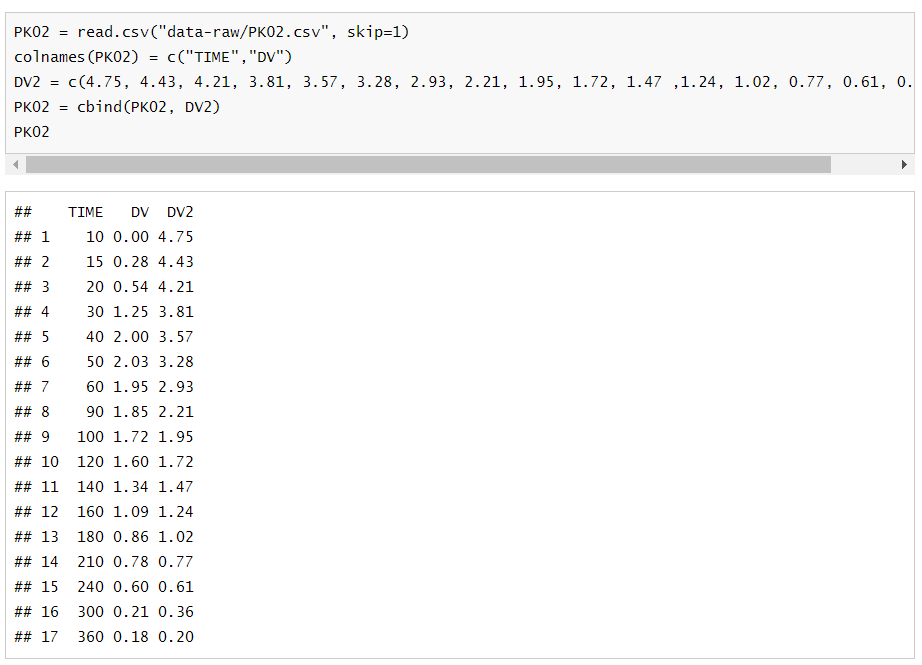 PK02 = read.csv("data-raw/PK02.csv", skip=1)
colnames(PK02) = c("TIME","DV")
DV2 = c(4.75, 4.43, 4.21, 3.81, 3.57, 3.28, 2.93, 2.21, 1.95, 1.72, 1.47 ,1.24, 1.02, 0.77, 0.61, 0.
PK02 = cbind(PK02, DV2)
PK02
##    TIME   DV  DV2
## 1    10 0.00 4.75
## 2    15 0.28 4.43
## 3    20 0.54 4.21
## 4    30 1.25 3.81
## 5    40 2.00 3.57
## 6    50 2.03 3.28
## 7    60 1.95 2.93
## 8    90 1.85 2.21
## 9   100 1.72 1.95
## 10  120 1.60 1.72
## 11  140 1.34 1.47
## 12  160 1.09 1.24
## 13  180 0.86 1.02
## 14  210 0.78 0.77
## 15  240 0.60 0.61
## 16  300 0.21 0.36
## 17  360 0.18 0.20